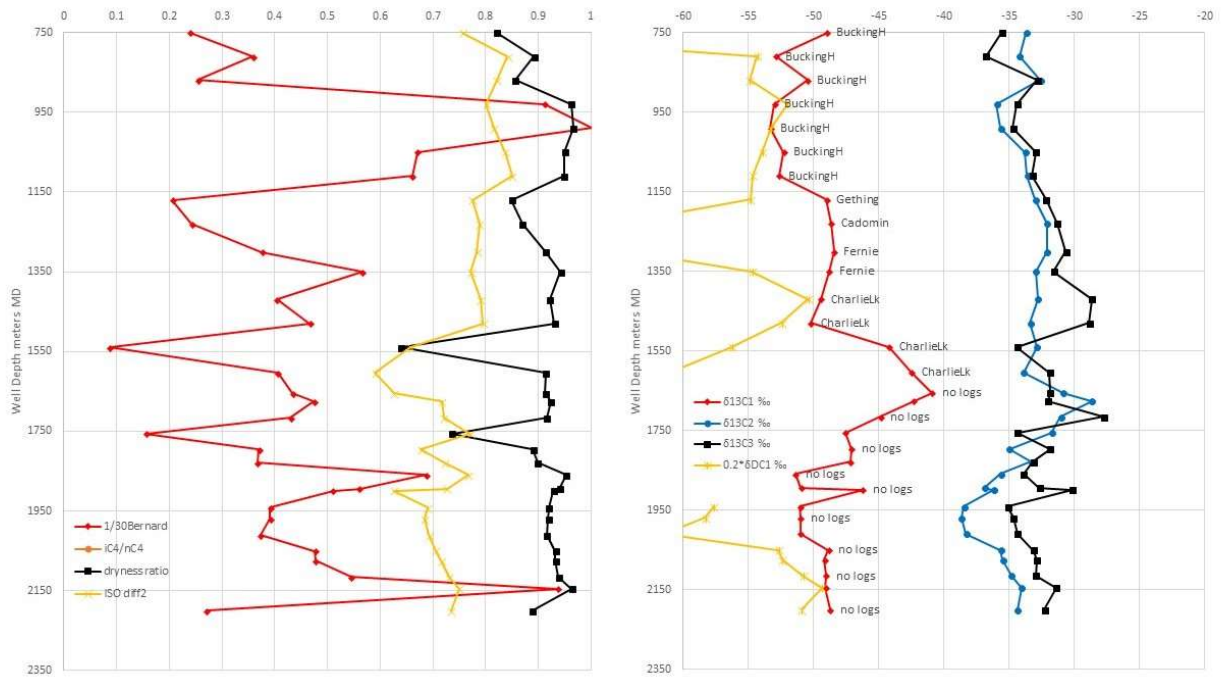 0 0.1 0.2 0.3 0.4 0.5 0.6 0.7 0.8 0.9 1
750
950
1150
1350
1550
1750
1950
2150
2350
Well Depth meters MD
1/30Bernard
iC4/nC4
dryness ratio
ISO diff2
-60 -55 -50 -45 -40 -35 -30 -25 -20
750
950
1150
1350
1550
1750
1950
2150
2350
Well Depth meters MD
BuckingH
BuckingH
BuckingH
BuckingH
BuckingH
BuckingH
BuckingH
Gething
Cadomin
Fernie
Fernie
CharlieLk
CharlieLk
CharlieLk
CharlieLk
no logs
no logs
no logs
no logs
no logs
no logs
no logs
no logs
no logs
δ13C1 ‰
δ13C2 ‰
δ13C3 ‰
0.2*δDC1 ‰